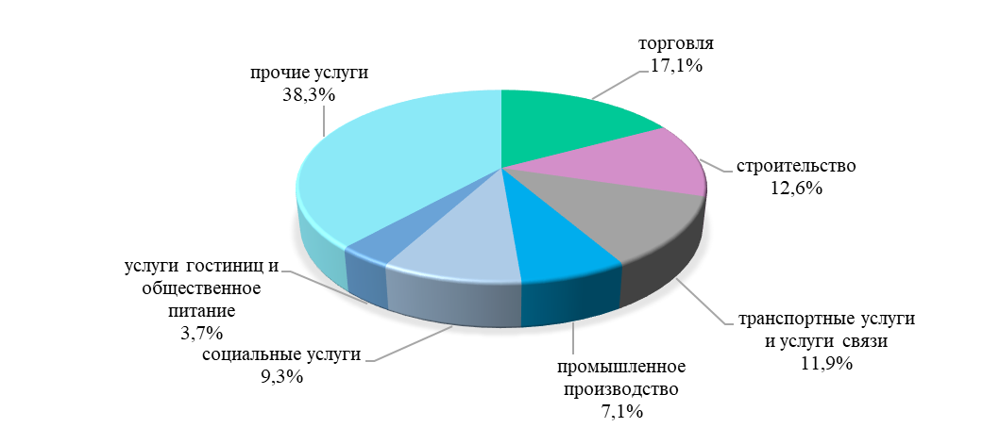 торговля
17,1%
прочие услуги
38,3%
строительство
12,6%
услуги гостиниц и
общественное
питание
3,7%
транспортные услуги
и услуги связи
11,9%
социальные услуги
9,3%
промышленное
производство
7,1%